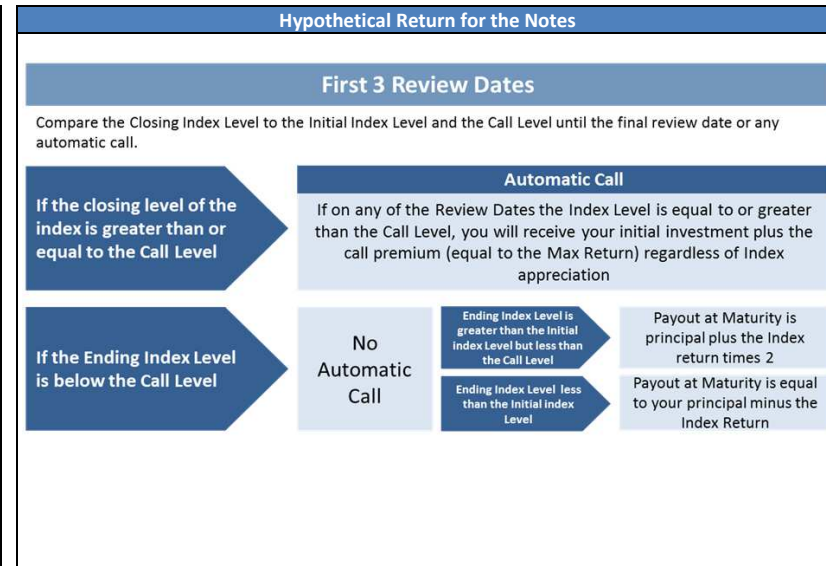 Hypothetical Return for the Notes
First 3 Review Dates
Compare the Closing Index Level to the Initial Index Level and the Call Level until the final review date or any
automatic call.
If the closing level of the
index is greater than or
equal to the Call Level
Automatic Call
If on any of the Review Dates the Index Level is equal to or greater
than the Call Level, you will receive your initial investment plus the
call premium (equal to the Max Return) regardless of Index
appreciation
If the Ending Index Level
is below the Call Level
No
Automatic
Call
Ending Index Level is
greater than the Initial
index Level but less than
the Call Level
Payout at Maturity is
principal plus the Index
return times 2
Ending Index Level less
than the Initial index
Level
Payout at Maturity is equal
to your principal minus the
Index Return